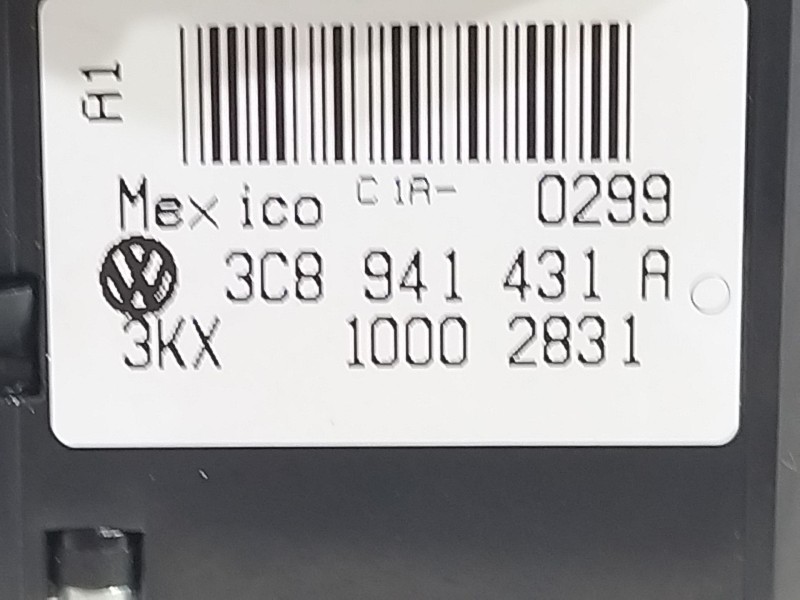 A1
Mexico C1A- 0299
3C8 941 431 A
3KX 1000 2831